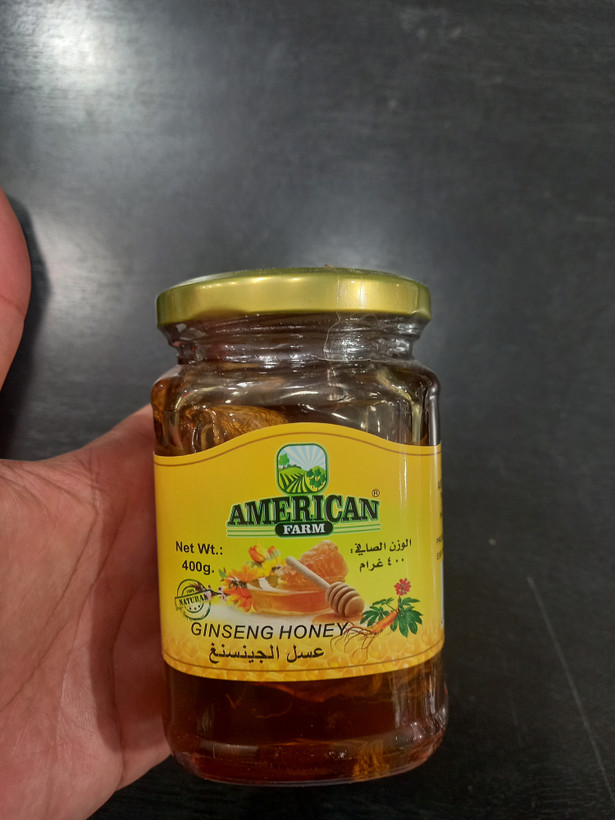 AMERICAN ®
FARM
Net Wt.:
400g.
الوزن الصافي:
٤٠٠ غرام
NATURAL
GINSENG HONEY
عسل الجينسنغ